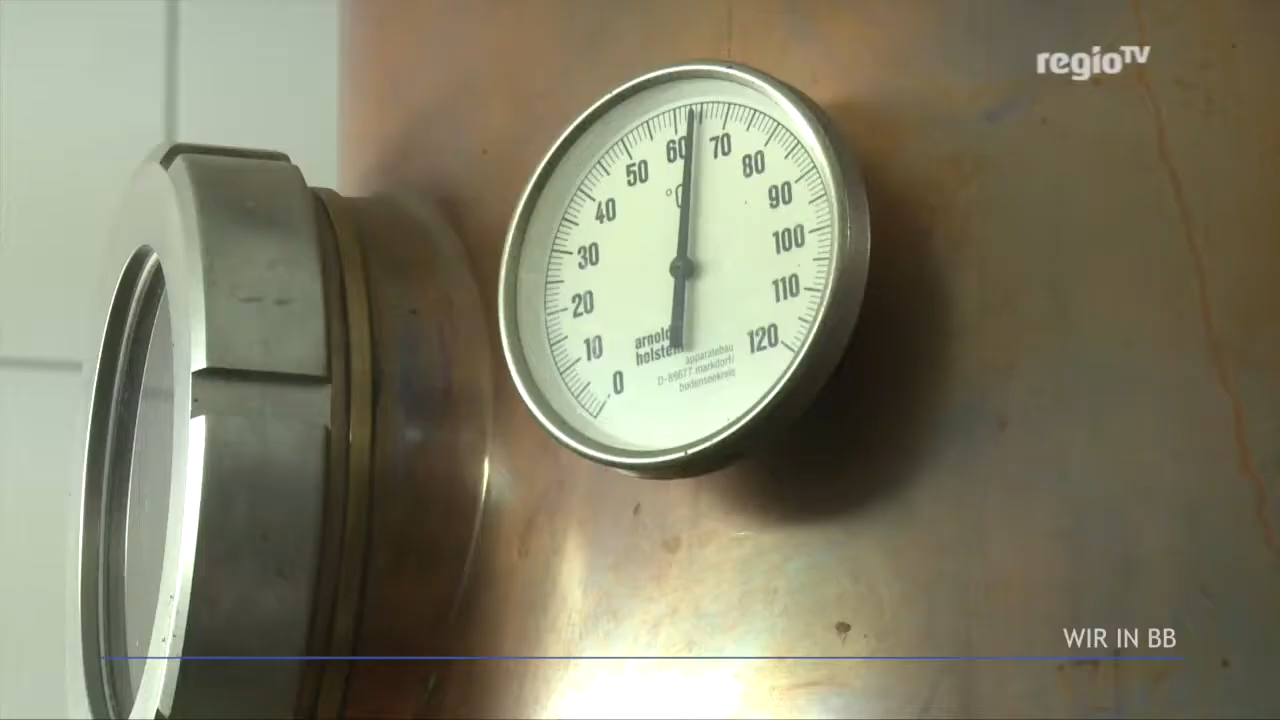 regioTV
60
70
50
80
°C
90
40
100
30
110
20
120
10
0
arnold
holstein
apparatebau
D-88677 markdorf/
bodenseekreis
WIR IN BB